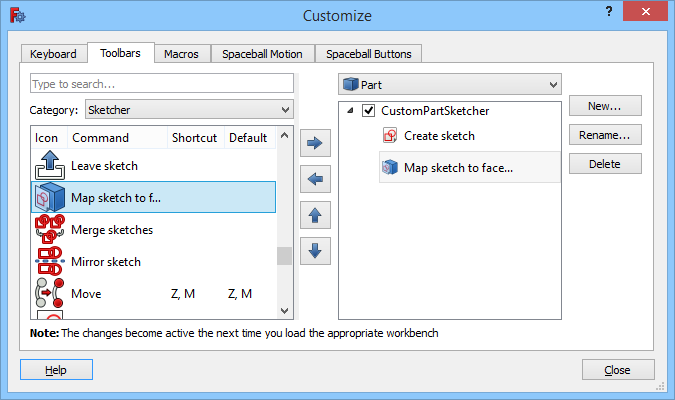 Customize ?
Keyboard Toolbars Macros Spaceball Motion Spaceball Buttons
Type to search...
Category: Sketcher
Icon Command Shortcut Default
Leave sketch
Map sketch to f...
Merge sketches
Mirror sketch
Move Z, M Z, M
Part
CustomPartSketcher
Create sketch
Map sketch to face...
New...
Rename...
Delete
Note: The changes become active the next time you load the appropriate workbench
Help Close